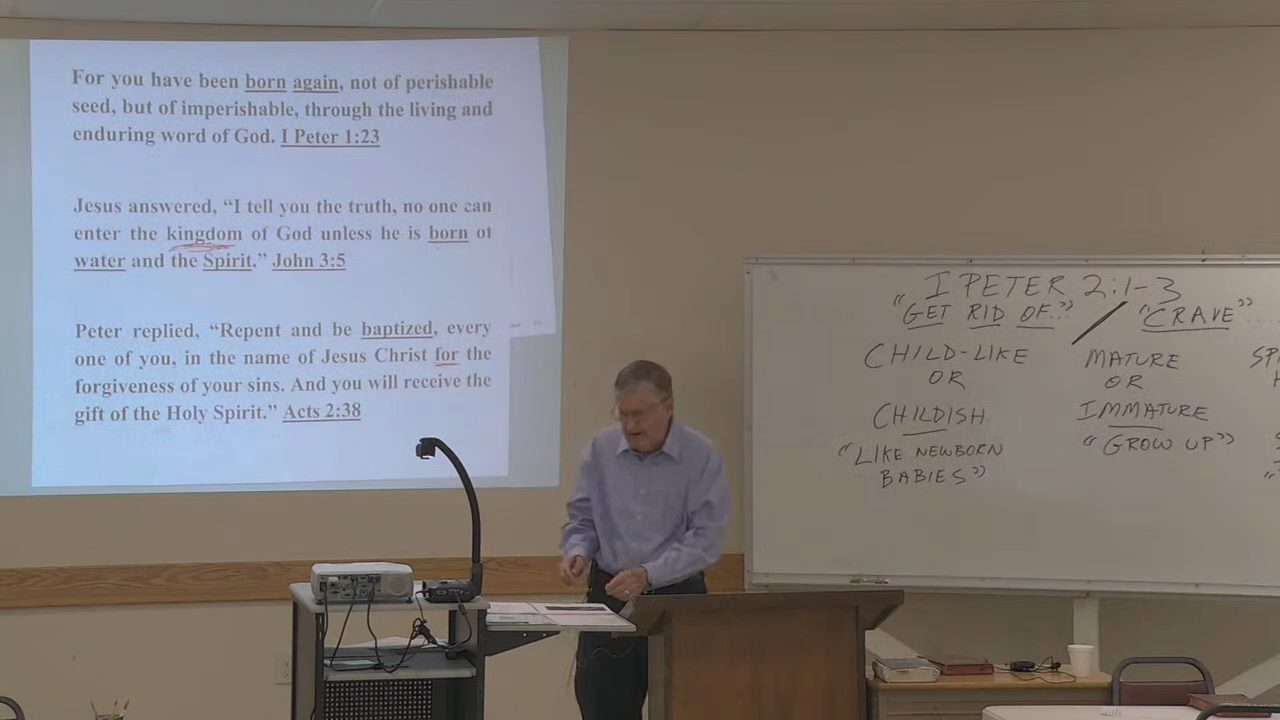 For you have been born again, not of perishable
seed, but of imperishable, through the living and
enduring word of God. I Peter 1:23
Jesus answered, “I tell you the truth, no one can
enter the kingdom of God unless he is born of
water and the Spirit.” John 3:5
Peter replied, “Repent and be baptized, every
one of you, in the name of Jesus Christ for the
forgiveness of your sins. And you will receive the
gift of the Holy Spirit.” Acts 2:38
I PETER 2:1-3
“GET RID OF..” / “CRAVE”...
CHILD-LIKE
OR
CHILDISH
“LIKE NEWBORN
BABIES”
MATURE
OR
IMMATURE
“GROW UP”